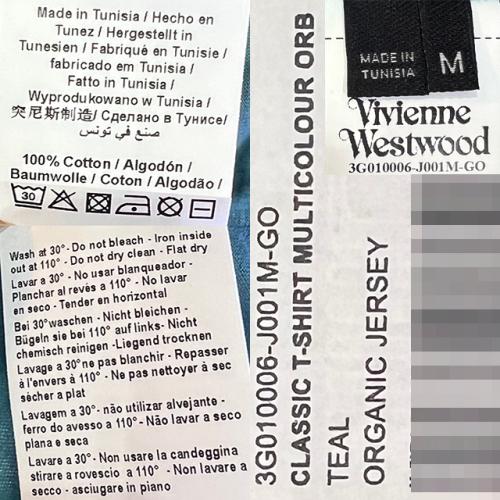 Made in Tunisia / Hecho en
Tunez / Hergestellt in
Tunesien / Fabriqué en Tunisie /
fabricado em Tunisia /
Fatto in Tunisia /
Wyprodukowano w Tunisia /
突尼斯制造/ Сделано в Тунисе/
صنع في تونس
100% Cotton / Algodón /
Baumwolle / Coton / Algodão /
30 110
Wash at 30°- Do not bleach - Iron inside
out at 110°- Do not dry clean - Flat dry
Lavar a 30° - No usar blanqueador -
Planchar al revès a 110° - No lavar
en seco - Tender en horizontal
Bei 30°waschen - Nicht bleichen -
Bügeln sie bei 110° auf links- Nicht
chemisch reinigen -Liegend trocknen
Lavage a 30°ne pas blanchir - Repasser
à l'envers à 110° - Ne pas nettoyer à sec
sècher a plat
Lavagem a 30°- não utilizar alvejante -
ferro do avesso a 110°- Não lavar a seco
plana e seca
Lavare a 30°- Non usare la candeggina
stirare a rovescio a 110° - Non lavare a
secco - asciugare in piano
3G010006-J001M-GO
CLASSIC T-SHIRT MULTICOLOUR ORB
TEAL
ORGANIC JERSEY
MADE IN
TUNISIA
M
Vivienne
Westwood
3G010006-J001M-GO